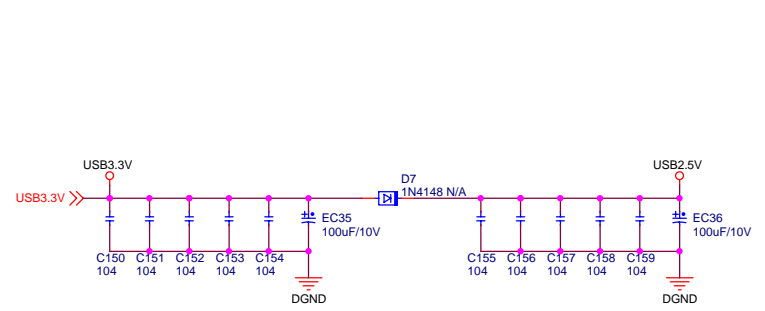 USB3.3V
USB2.5V
USB3.3V
D7
1N4148 N/A
EC35
100uF/10V
EC36
100uF/10V
C150 C151 C152 C153 C154
104 104 104 104 104
C155 C156 C157 C158 C159
104 104 104 104 104
DGND
DGND